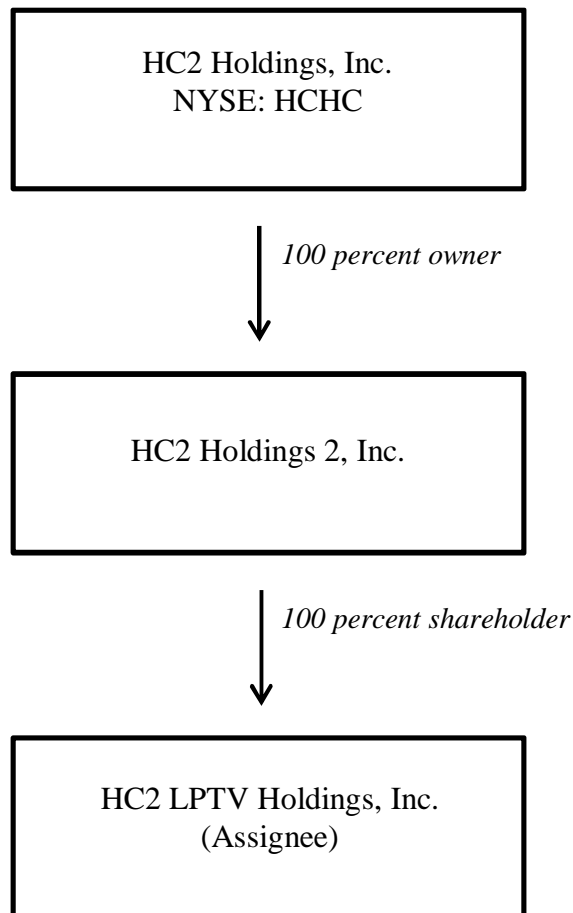 HC2 Holdings, Inc.
NYSE: HCHC
100 percent owner
HC2 Holdings 2, Inc.
100 percent shareholder
HC2 LPTV Holdings, Inc.
(Assignee)